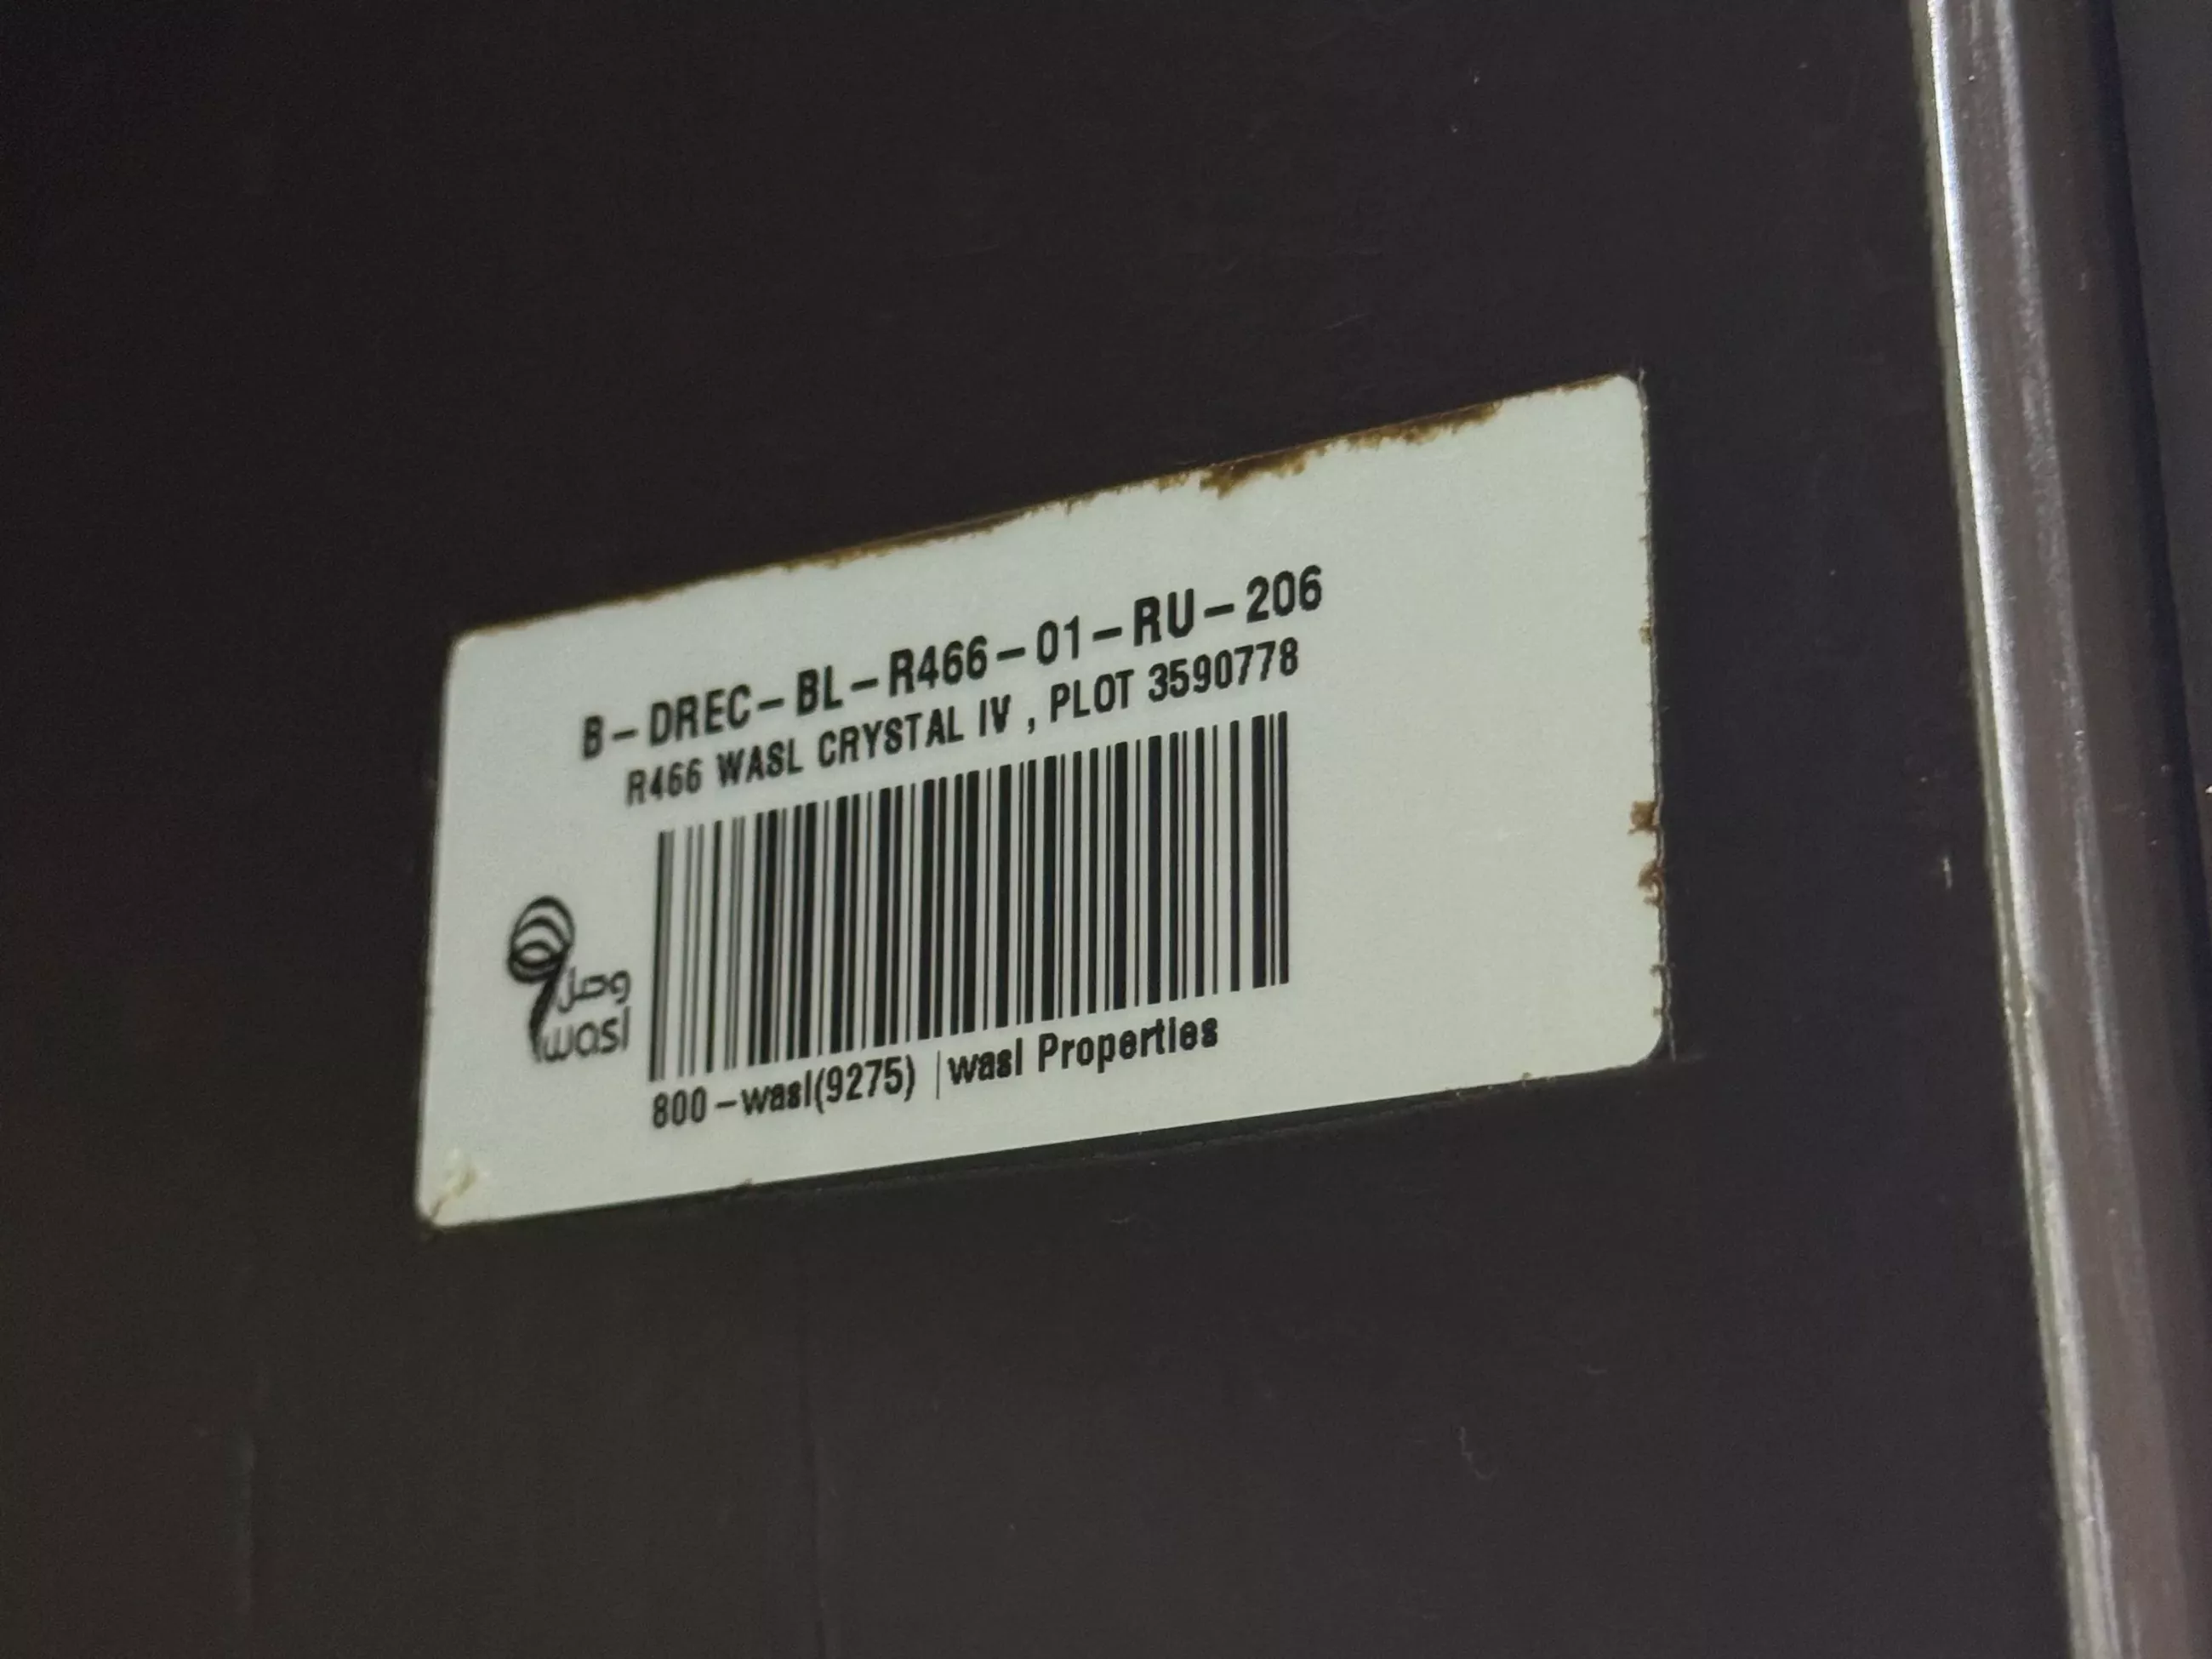 B-DREC-BL-R466-01-RU-206
R466 WASL CRYSTAL IV , PLOT 3590778
وصل
wasl
800-wasl(9275) |wasl Properties